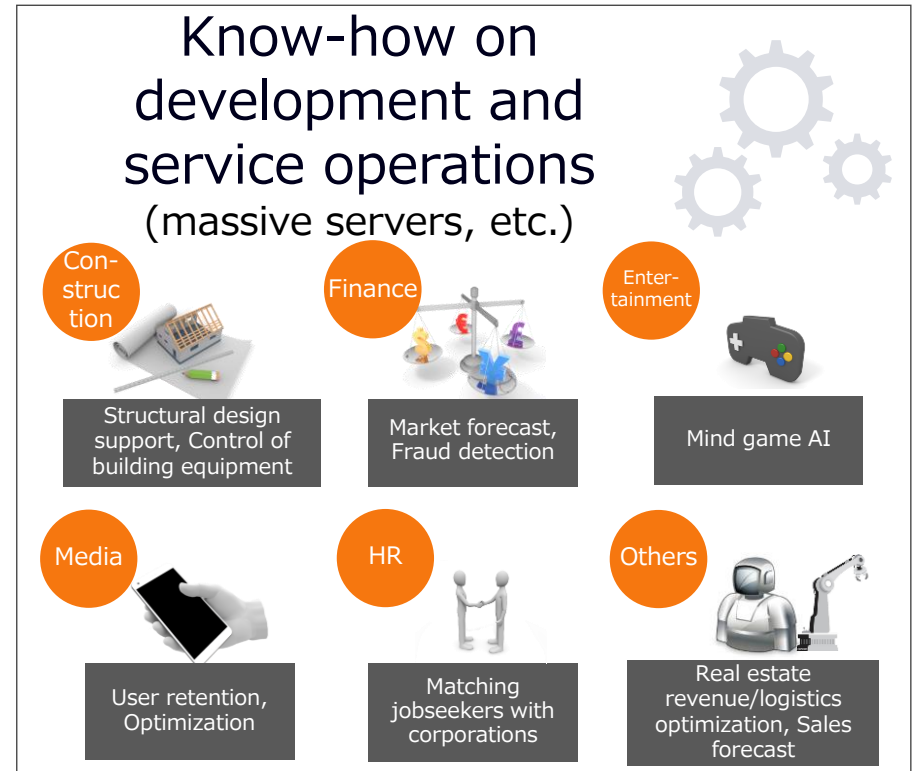 Know-how on
development and
service operations
(massive servers, etc.)
Con-
struc
tion
Finance
Enter-
tainment
Structural design
support, Control of
building equipment
Market forecast,
Fraud detection
Mind game AI
Media
HR
Others
User retention,
Optimization
Matching
jobseekers with
corporations
Real estate
revenue/logistics
optimization, Sales
forecast